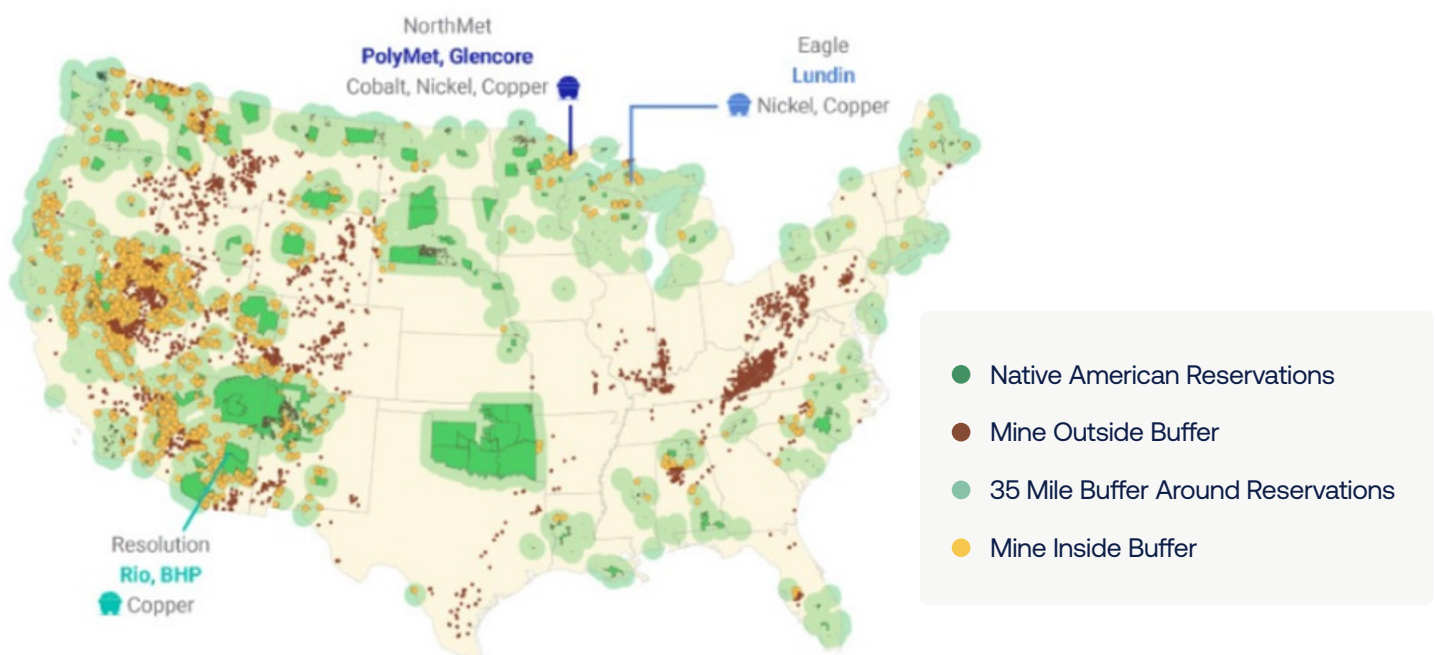 NorthMet
PolyMet, Glencore
Cobalt, Nickel, Copper
Eagle
Lundin
Nickel, Copper
Native American Reservations
Mine Outside Buffer
35 Mile Buffer Around Reservations
Mine Inside Buffer
Resolution
Rio, BHP
Copper